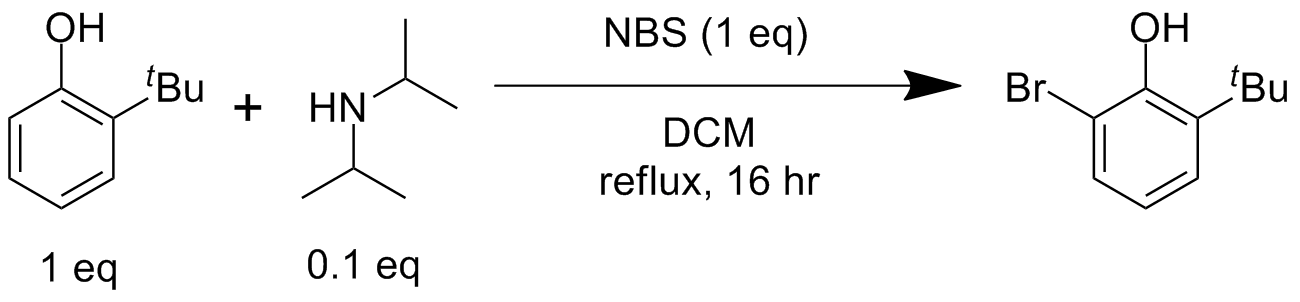 OH
tBu
+
HN
NBS (1 eq)
DCM
reflux, 16 hr
OH
Br
tBu
1 eq
0.1 eq